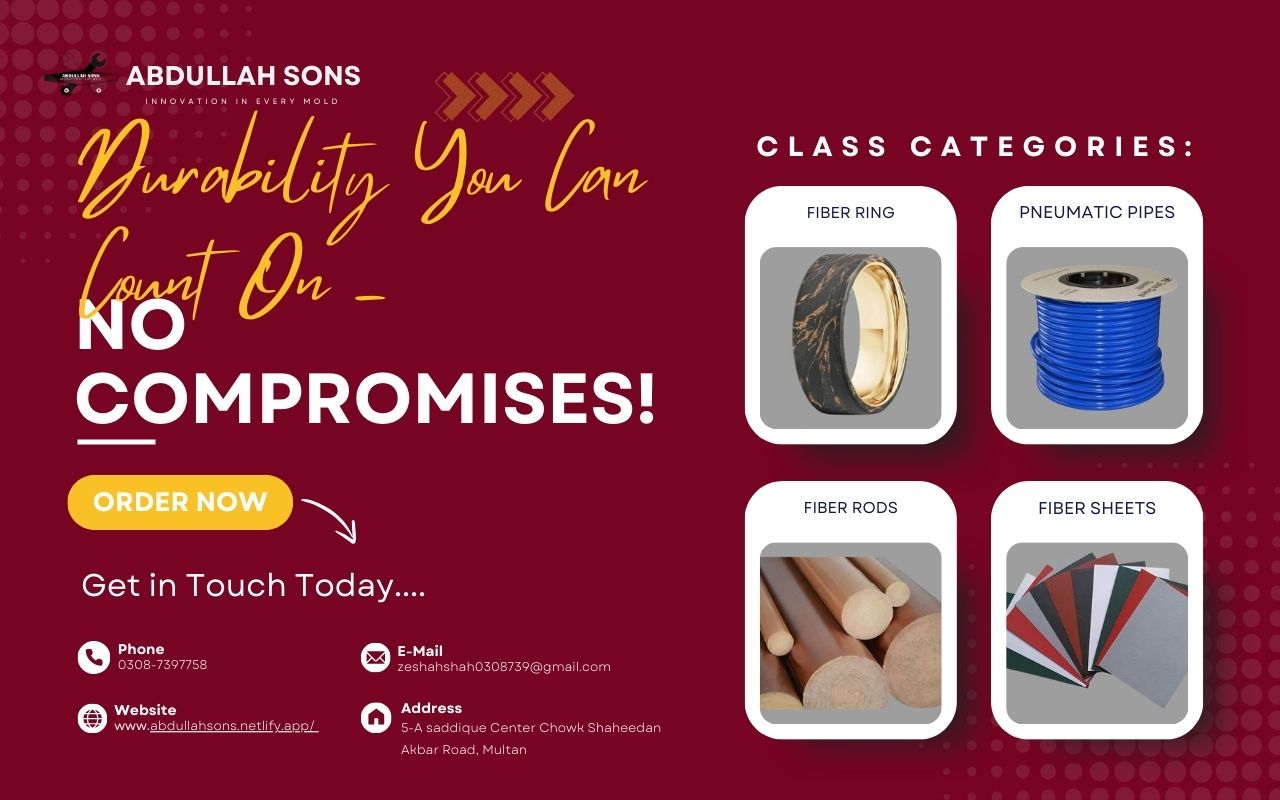 ABDULLAH SONS
ABDULLAH SONS
INNOVATION IN EVERY MOLD
Durability You Can
Count On _
NO
COMPROMISES!
ORDER NOW
Get in Touch Today....
Phone
0308-7397758
E-Mail
zeshahshah0308739@gmail.com
Website
www.abdullahsons.netlify.app/
Address
5-A saddique Center Chowk Shaheedan
Akbar Road, Multan
CLASS CATEGORIES:
FIBER RING
PNEUMATIC PIPES
FIBER RODS
FIBER SHEETS